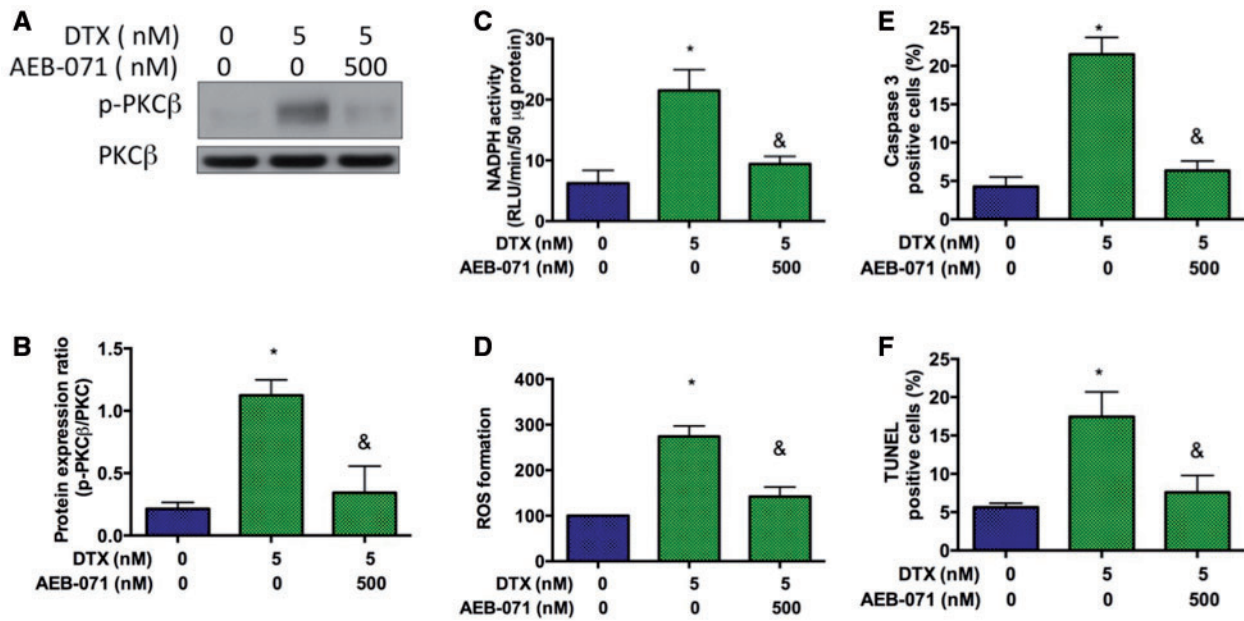 A
DTX ( nM) 0 5 5
AEB-071 ( nM) 0 0 500
p-PKCβ
PKCβ
B
Protein expression ratio
(p-PKCβ/PKC)
1.5
1.0
0.5
0.0
*
&
DTX (nM) 0 5 5
AEB-071 (nM) 0 0 500
C
NADPH activity
(RLU/min/50 µg protein)
30
20
10
0
*
&
DTX (nM) 0 5 5
AEB-071 (nM) 0 0 500
D
ROS formation
400
300
200
100
0
*
&
DTX (nM) 0 5 5
AEB-071 (nM) 0 0 500
E
Caspase 3
positive cells (%)
25
20
15
10
5
0
*
&
DTX (nM) 0 5 5
AEB-071 (nM) 0 0 500
F
TUNEL
positive cells (%)
25
20
15
10
5
0
*
&
DTX (nM) 0 5 5
AEB-071 (nM) 0 0 500